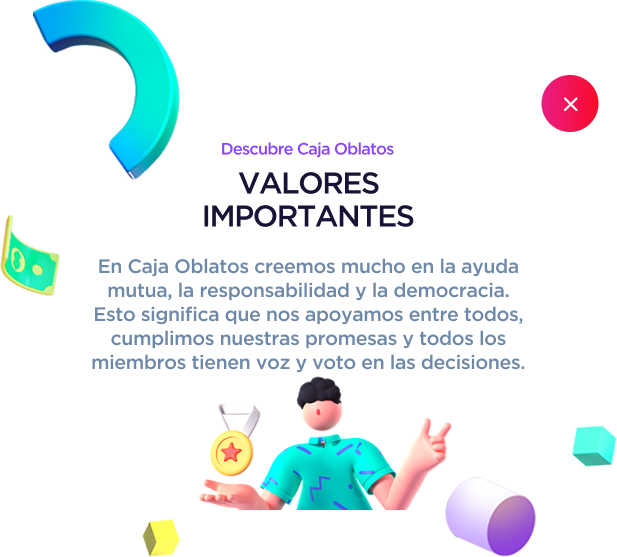 Descubre Caja Oblatos
VALORES
IMPORTANTES
En Caja Oblatos creemos mucho en la ayuda
mutua, la responsabilidad y la democracia.
Esto significa que nos apoyamos entre todos,
cumplimos nuestras promesas y todos los
miembros tienen voz y voto en las decisiones.